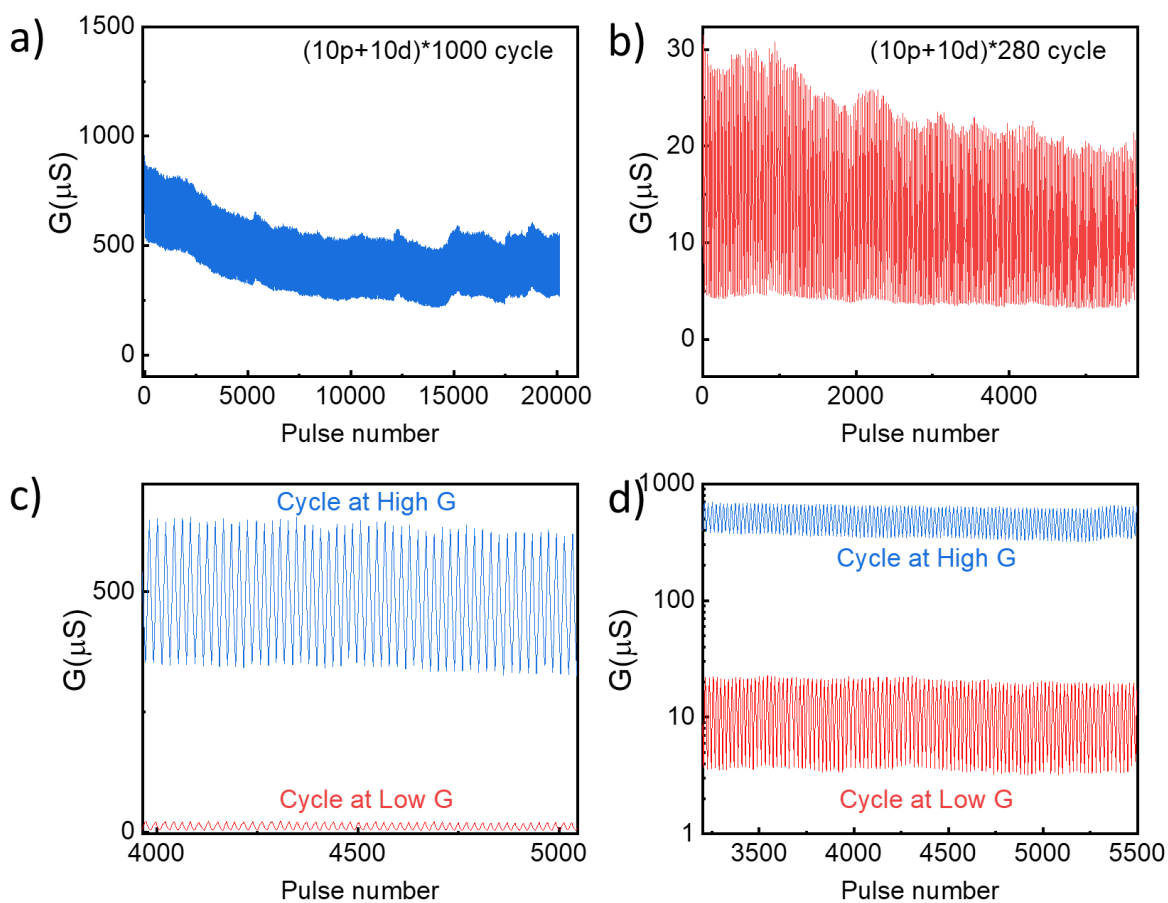 a)
(10p+10d)*1000 cycle
G(μS)
1500
1000
500
0
0 5000 10000 15000 20000
Pulse number
b)
(10p+10d)*280 cycle
G(μS)
30
20
10
0
0 2000 4000
Pulse number
c)
Cycle at High G
G(μS)
500
0
Cycle at Low G
4000 4500 5000
Pulse number
d)
1000
100
10
1
G(μS)
Cycle at High G
Cycle at Low G
3500 4000 4500 5000 5500
Pulse number